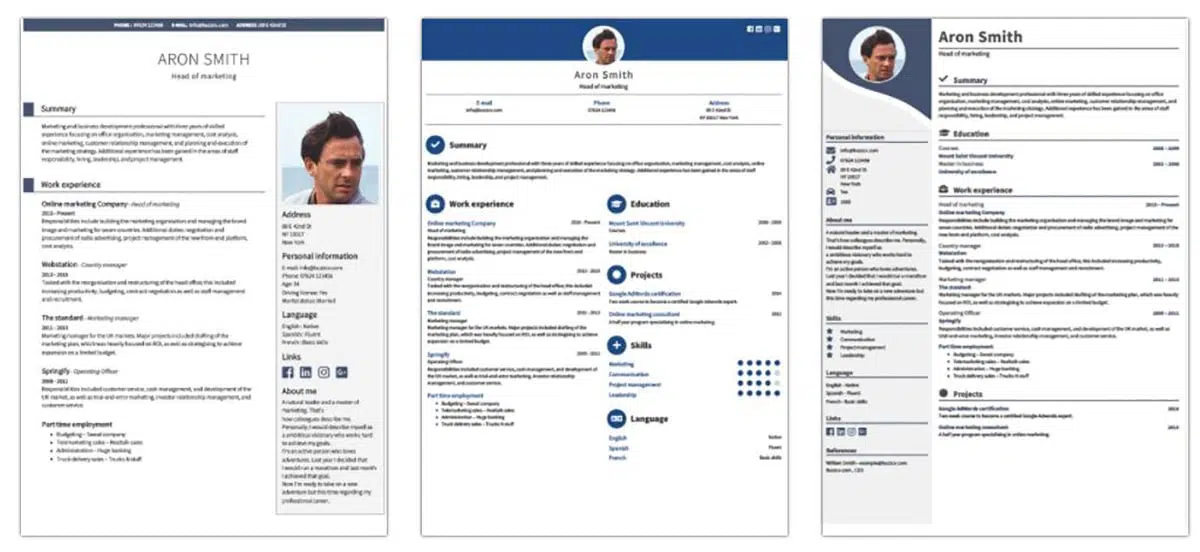 PHONE: 07624 123456 E-MAIL: info@buzzcv.com ADDRESS: 88 E 42nd St
ARON SMITH
Head of marketing
Summary
Marketing and business development professional with three years of skilled
experience focusing on office organisation, marketing management, cost analysis,
online marketing, customer relationship management, and planning and execution of
the marketing strategy. Additional experience has been gained in the areas of staff
responsibility, hiring, leadership, and project management.
Work experience
Online marketing Company - Head of marketing
2015 - Present
Responsibilities include building the marketing organisation and managing the brand
image and marketing for seven countries. Additional duties; negotiation and
procurement of radio advertising, project management of the new front-end platform,
cost analysis.
Webstation - Country manager
2013 - 2015
Tasked with the reorganisation and restructuring of the head office; this included
increasing productivity, budgeting, contract negotiation as well as staff management
and recruitment.
The standard - Marketing manager
2011 - 2013
Marketing manager for the UK markets. Major projects included drafting of the
marketing plan, which was heavily focused on ROI, as well as strategising to achieve
expansion on a limited budget.
Springify - Operating Officer
2009 - 2011
Responsibilities included customer service, cash management, and development of the
UK market, as well as trial-and-error marketing, investor relationship management, and
customer service.
Part time employment
• Budgeting – Sweat company
• Telemarketing sales – Realtalk sales
• Administration – Huge banking
• Truck delivery sales – Trucks it staff
Address
88 E 42nd St
NY 10017
New York
Personal information
E-mail: info@buzzcv.com
Phone: 07624 123456
Age: 34
Driving license: Yes
Marital status: Married
Language
English: Native
Spanish: Fluent
French: Basic skills
Links
About me
A natural leader and a master of
marketing. That's
how colleagues describe me.
Personally, I would describe myself as
a ambitious visionary who works hard
to achieve my goals.
I'm an active person who loves
adventures. Last year I decided that
I would run a marathon and last month
I achieved that goal.
Now I'm ready to take on a new
adventure but this time regarding my
professional career.
Aron Smith
Head of marketing
E-mail
info@buzzcv.com
Phone
07624 123456
Address
88 E 42nd St
NY 10017 New York
Summary
Marketing and business development professional with three years of skilled experience focusing on office organisation, marketing management, cost analysis, online
marketing, customer relationship management, and planning and execution of the marketing strategy. Additional experience has been gained in the areas of staff
responsibility, hiring, leadership, and project management.
Work experience
Online marketing Company 2015 - Present
Head of marketing
Responsibilities include building the marketing organisation and managing the
brand image and marketing for seven countries. Additional duties; negotiation and
procurement of radio advertising, project management of the new front-end
platform, cost analysis.
Webstation 2013 - 2015
Country manager
Tasked with the reorganisation and restructuring of the head office; this included
increasing productivity, budgeting, contract negotiation as well as staff
management and recruitment.
The standard 2011 - 2013
Marketing manager
Marketing manager for the UK markets. Major projects included drafting of the
marketing plan, which was heavily focused on ROI, as well as strategising to achieve
expansion on a limited budget.
Springify 2009 - 2011
Operating Officer
Responsibilities included customer service, cash management, and development of
the UK market, as well as trial-and-error marketing, investor relationship
management, and customer service.
Part time employment
• Budgeting – Sweat company
• Telemarketing sales – Realtalk sales
• Administration – Huge banking
• Truck delivery sales – Trucks it staff
Education
Mount Saint Vincent University 2008 - 2009
Courses
University of excellence 2003 - 2008
Projects
Google AdWords certification 2014
Two week course to become a certified Google Adwords expert.
Online marketing consultant
A half year program specialising in online marketing.
Skills
Marketing
Communication
Project management
Leadership
Language
English Native
Spanish Fluent
French Basic skills
Aron Smith
Head of marketing
Personal information
info@buzzcv.com
07624 123456
88 E 42nd St
NY 10017
New York
Yes
About me
A natural leader and a master of marketing.
That's how colleagues describe me. Personally,
I would describe myself as
a ambitious visionary who works hard to
achieve my goals.
I'm an active person who loves adventures.
Last year I decided that I would run a marathon
and last month I achieved that goal.
Now I'm ready to take on a new adventure but
this time regarding my professional career.
Skills
Marketing
Communication
Project management
Leadership
Language
English - Native
Spanish - Fluent
French - Basic skills
Links
References
William Smith - example@buzzcv.com
Buzzcv.com , CEO
Summary
Marketing and business development professional with three years of skilled experience focusing on office
organisation, marketing management, cost analysis, online marketing, customer relationship management, and
planning and execution of the marketing strategy. Additional experience has been gained in the areas of staff
responsibility, hiring, leadership, and project management.
Education
Courses 2008 - 2009
Mount Saint Vincent University
Master in business 2003 - 2008
University of excellence
Work experience
Head of marketing 2015 - Present
Online marketing Company
Responsibilities include building the marketing organisation and managing the brand image and marketing for
seven countries. Additional duties; negotiation and procurement of radio advertising, project management of the
new front-end platform, cost analysis.
Country manager 2013 - 2015
Webstation
Tasked with the reorganisation and restructuring of the head office; this included increasing productivity,
budgeting, contract negotiation as well as staff management and recruitment.
Marketing manager 2011 - 2013
The standard
Marketing manager for the UK markets. Major projects included drafting of the marketing plan, which was heavily
focused on ROI, as well as strategising to achieve expansion on a limited budget.
Operating Officer 2009 - 2011
Springify
Responsibilities included customer service, cash management, and development of the UK market, as well as
trial-and-error marketing, investor relationship management, and customer service.
Part time employment
• Budgeting – Sweat company
• Telemarketing sales – Realtalk sales
• Administration – Huge banking
• Truck delivery sales – Trucks it staff
Projects
Google AdWords certification
Two week course to become a certified Google Adwords expert.
Online marketing consultant
A half year program specialising in online marketing.